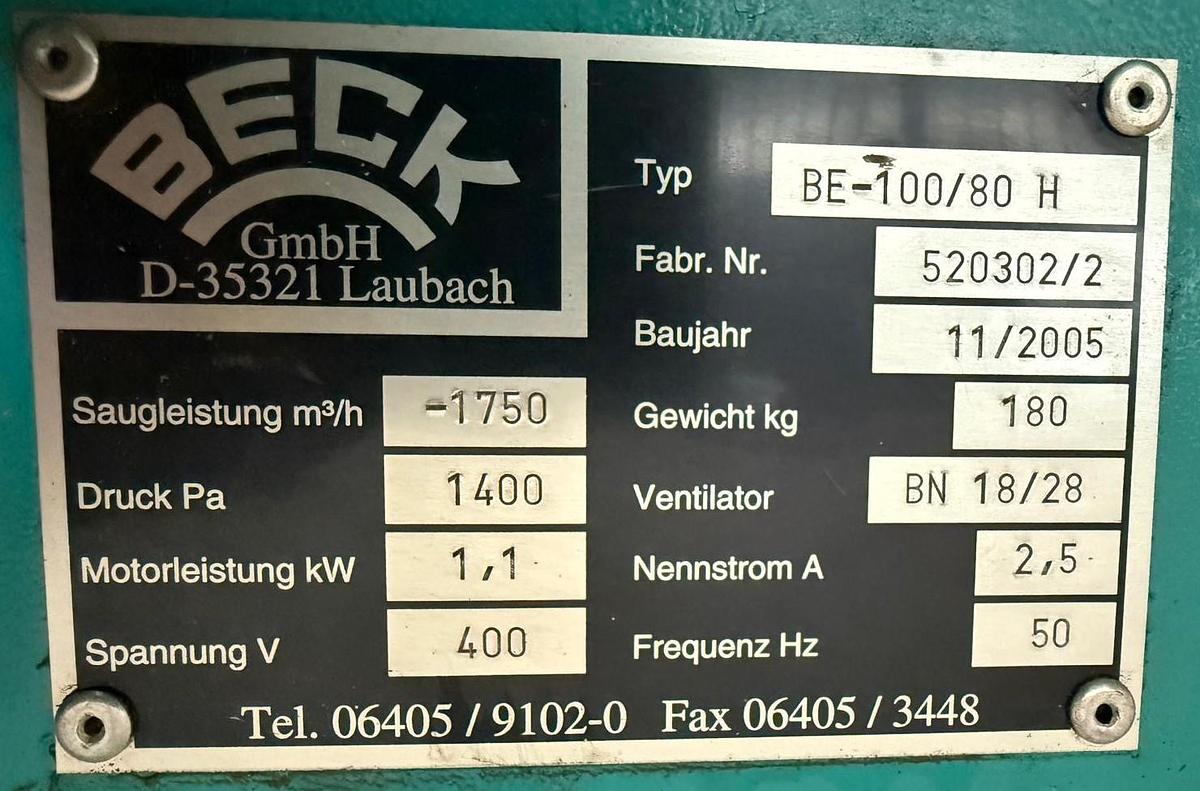 BECK
GmbH
D-35321 Laubach
Typ BE-100/80 H
Fabr. Nr. 520302/2
Baujahr 11/2005
Saugleistung m³/h -1750
Gewicht kg 180
Druck Pa 1400
Ventilator BN 18/28
Motorleistung kW 1,1
Nennstrom A 2,5
Spannung V 400
Frequenz Hz 50
Tel. 06405 / 9102-0 Fax 06405 / 3448